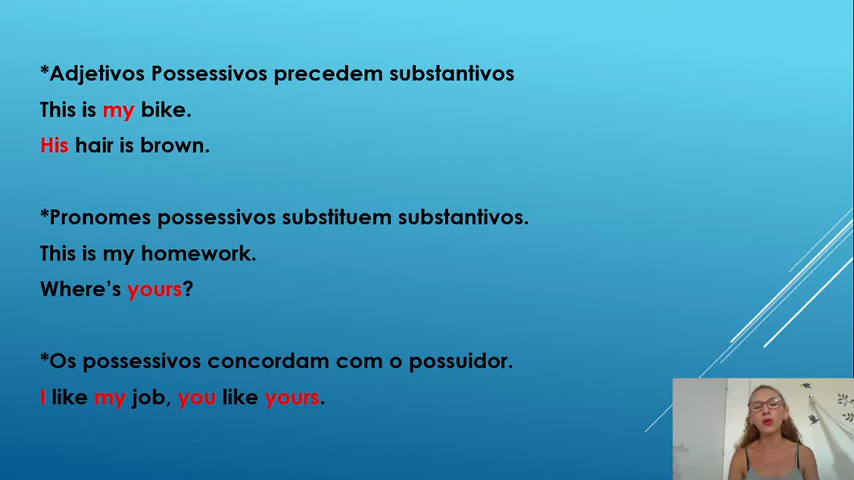 *Adjetivos Possessivos precedem substantivos
This is my bike.
His hair is brown.
*Pronomes possessivos substituem substantivos.
This is my homework.
Where's yours?
*Os possessivos concordam com o possuidor.
I like my job, you like yours.